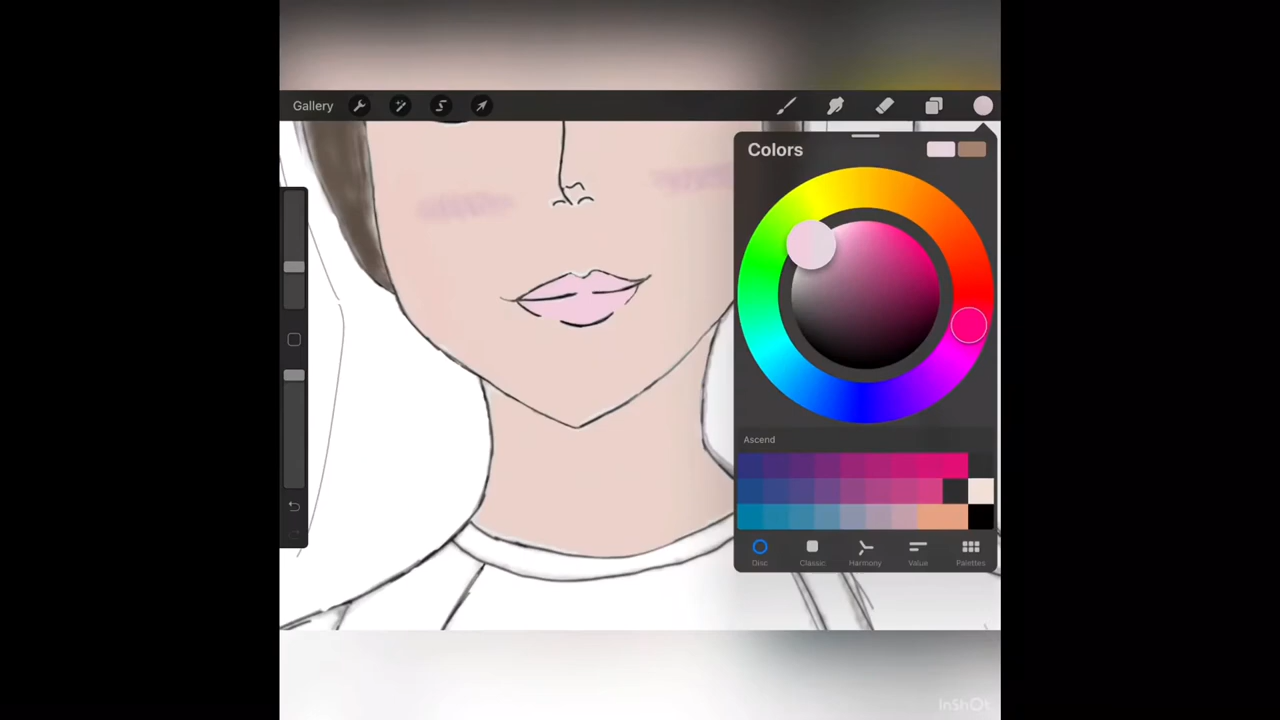 Gallery
Colors
Ascend
Disc Classic Harmony Value Palettes
InShOt